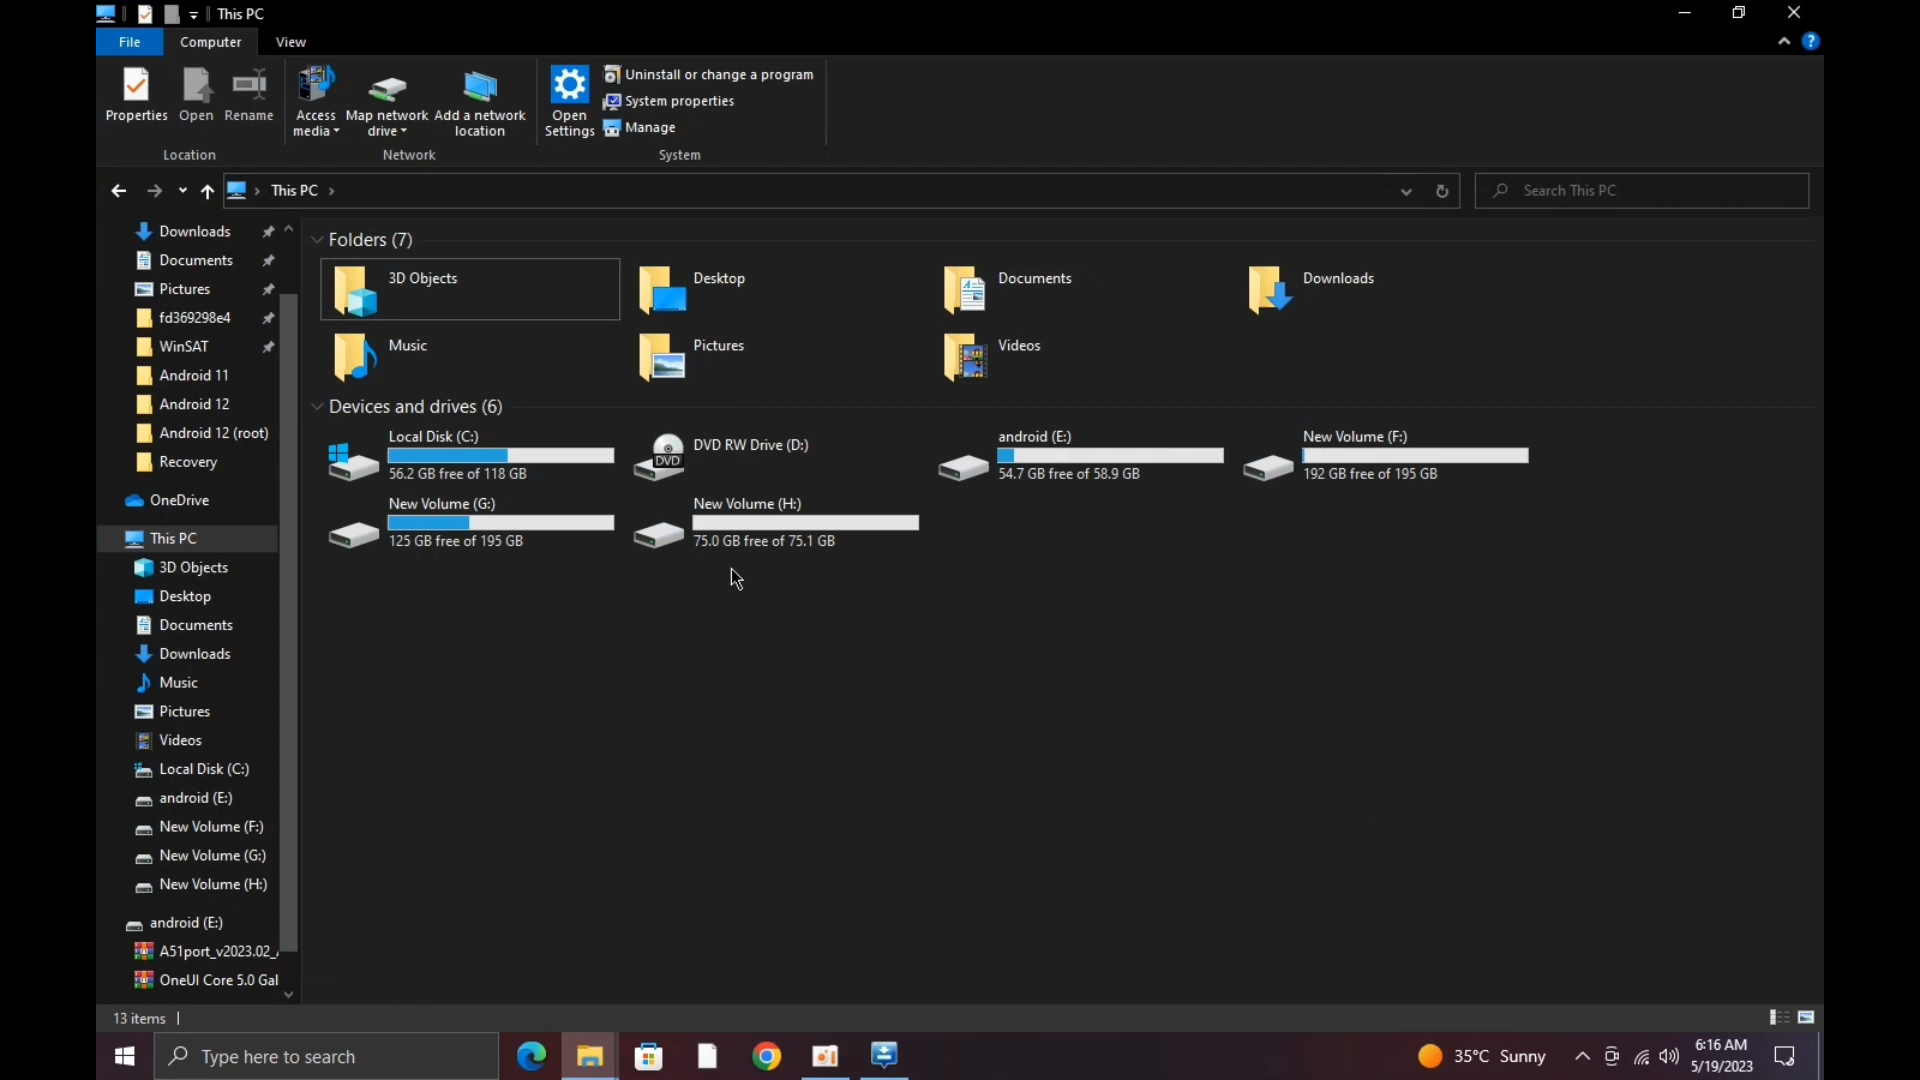 This PC
File Computer View
Properties Open Rename Access media Map network drive Add a network location Open Settings Uninstall or change a program
System properties
Manage
Location Network System
This PC
Search This PC
Downloads
Documents
Pictures
fd369298e4
WinSAT
Android 11
Android 12
Android 12 (root)
Recovery
OneDrive
This PC
3D Objects
Desktop
Documents
Downloads
Music
Pictures
Videos
Local Disk (C:)
android (E:)
New Volume (F:)
New Volume (G:)
New Volume (H:)
android (E:)
A51port_v2023.02_
OneUI Core 5.0 Gal
Folders (7)
3D Objects Desktop Documents Downloads
Music Pictures Videos
Devices and drives (6)
Local Disk (C:)
56.2 GB free of 118 GB
DVD RW Drive (D:)
DVD
android (E:)
54.7 GB free of 58.9 GB
New Volume (F:)
192 GB free of 195 GB
New Volume (G:)
125 GB free of 195 GB
New Volume (H:)
75.0 GB free of 75.1 GB
13 items
Type here to search
35°C Sunny
6:16 AM
5/19/2023